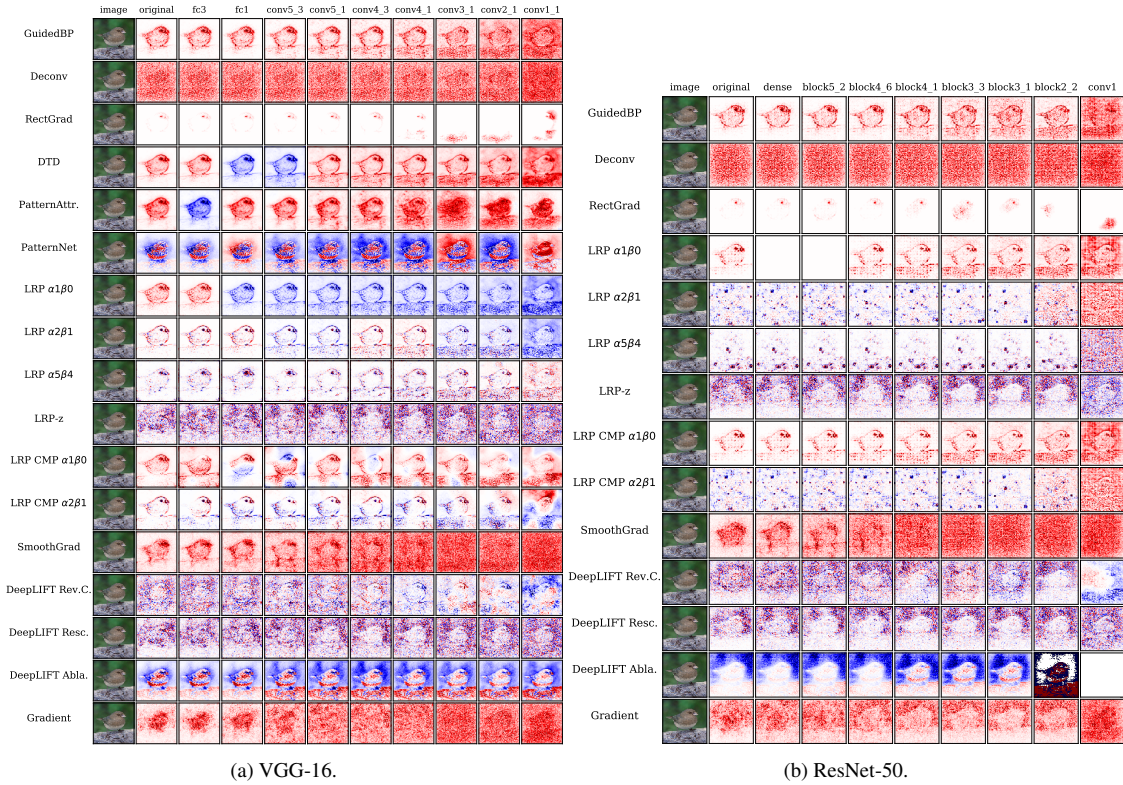 image original fc3 fc1 conv5_3 conv5_1 conv4_3 conv4_1 conv3_1 conv2_1 conv1_1
GuidedBP
Deconv
RectGrad
DTD
PatternAttr.
PatternNet
LRP α1β0
LRP α2β1
LRP α5β4
LRP-z
LRP CMP α1β0
LRP CMP α2β1
SmoothGrad
DeepLIFT Rev.C.
DeepLIFT Resc.
DeepLIFT Abla.
Gradient
(a) VGG-16.
image original dense block5_2 block4_6 block4_1 block3_3 block3_1 block2_2 conv1
GuidedBP
Deconv
RectGrad
LRP α1β0
LRP α2β1
LRP α5β4
LRP-z
LRP CMP α1β0
LRP CMP α2β1
SmoothGrad
DeepLIFT Rev.C.
DeepLIFT Resc.
DeepLIFT Abla.
Gradient
(b) ResNet-50.